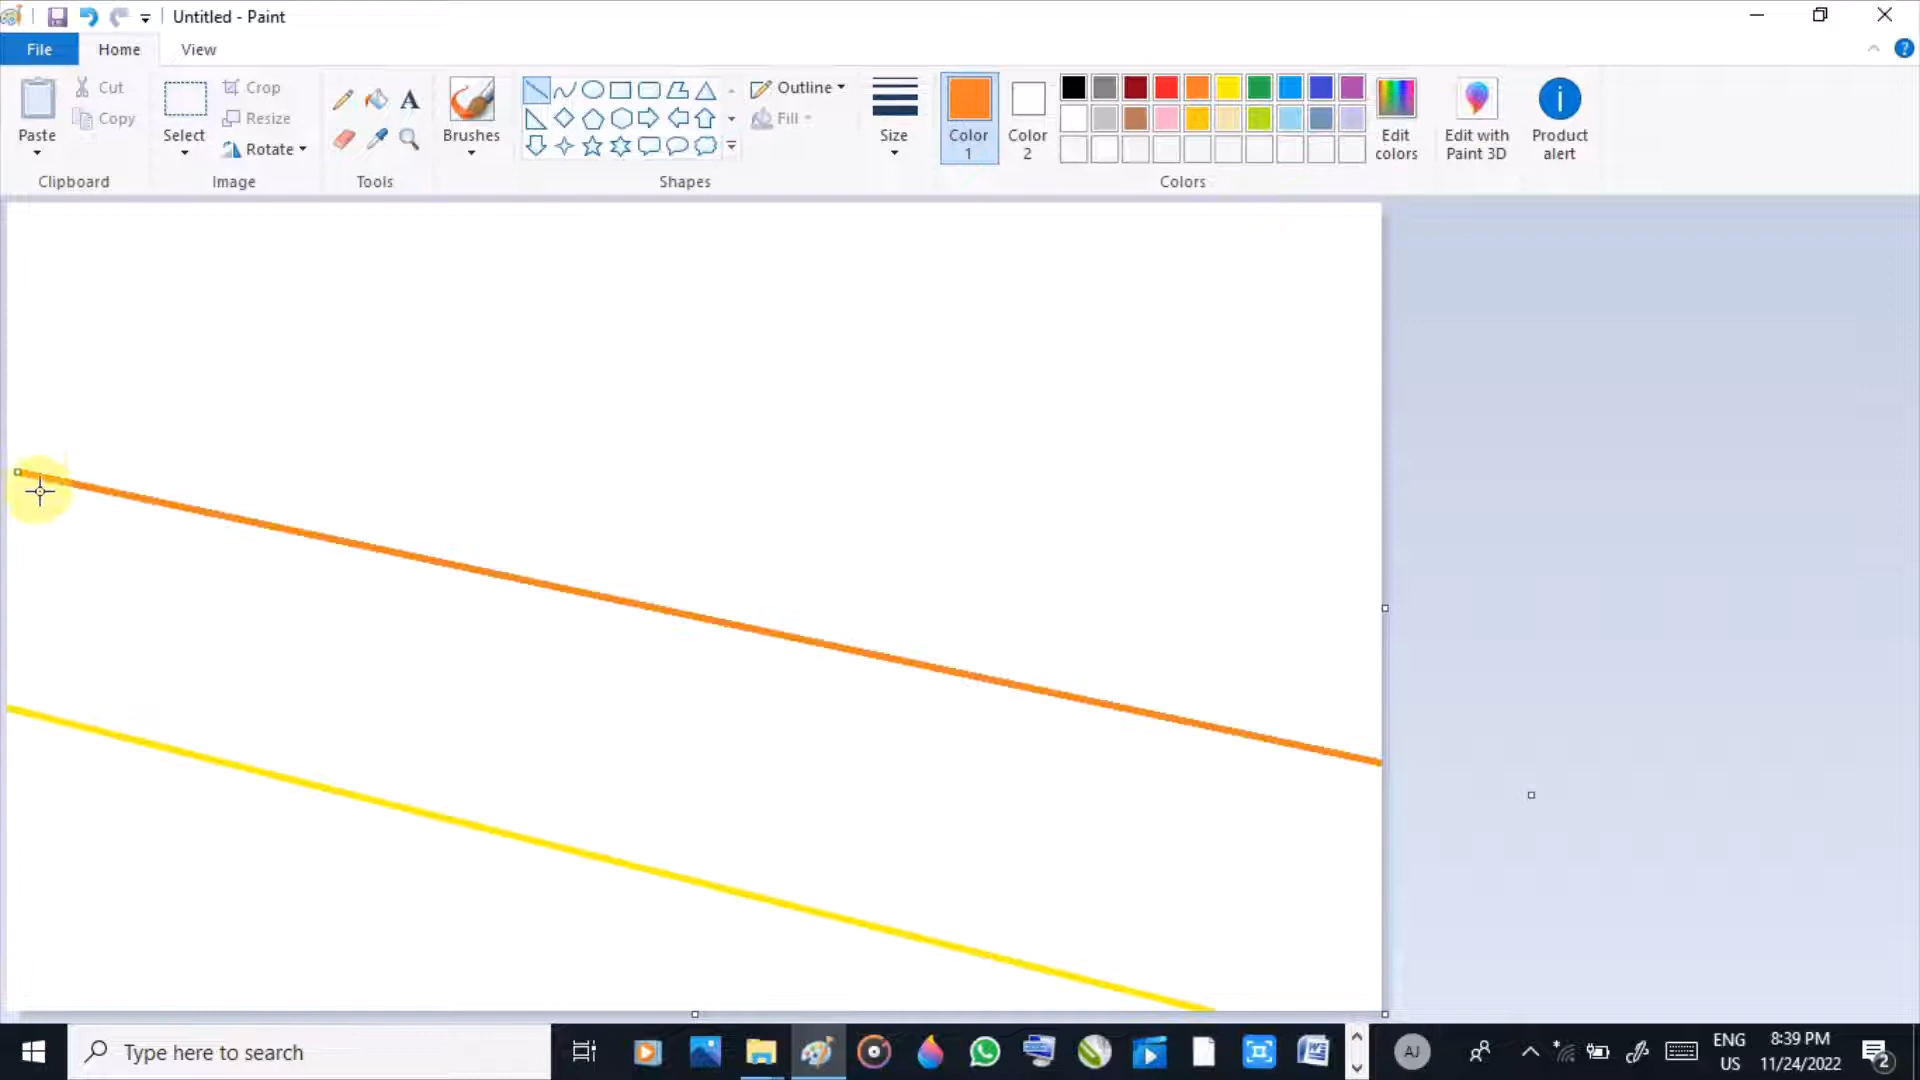 Untitled - Paint
File Home View
Paste
Cut
Copy
Clipboard
Select
Crop
Resize
Rotate
Image
A
Tools
Brushes
Outline
Fill
Shapes
Size
Color 1
Color 2
Edit colors
Colors
Edit with Paint 3D
Product alert
Type here to search
AJ
ENG
US
8:39 PM
11/24/2022
2